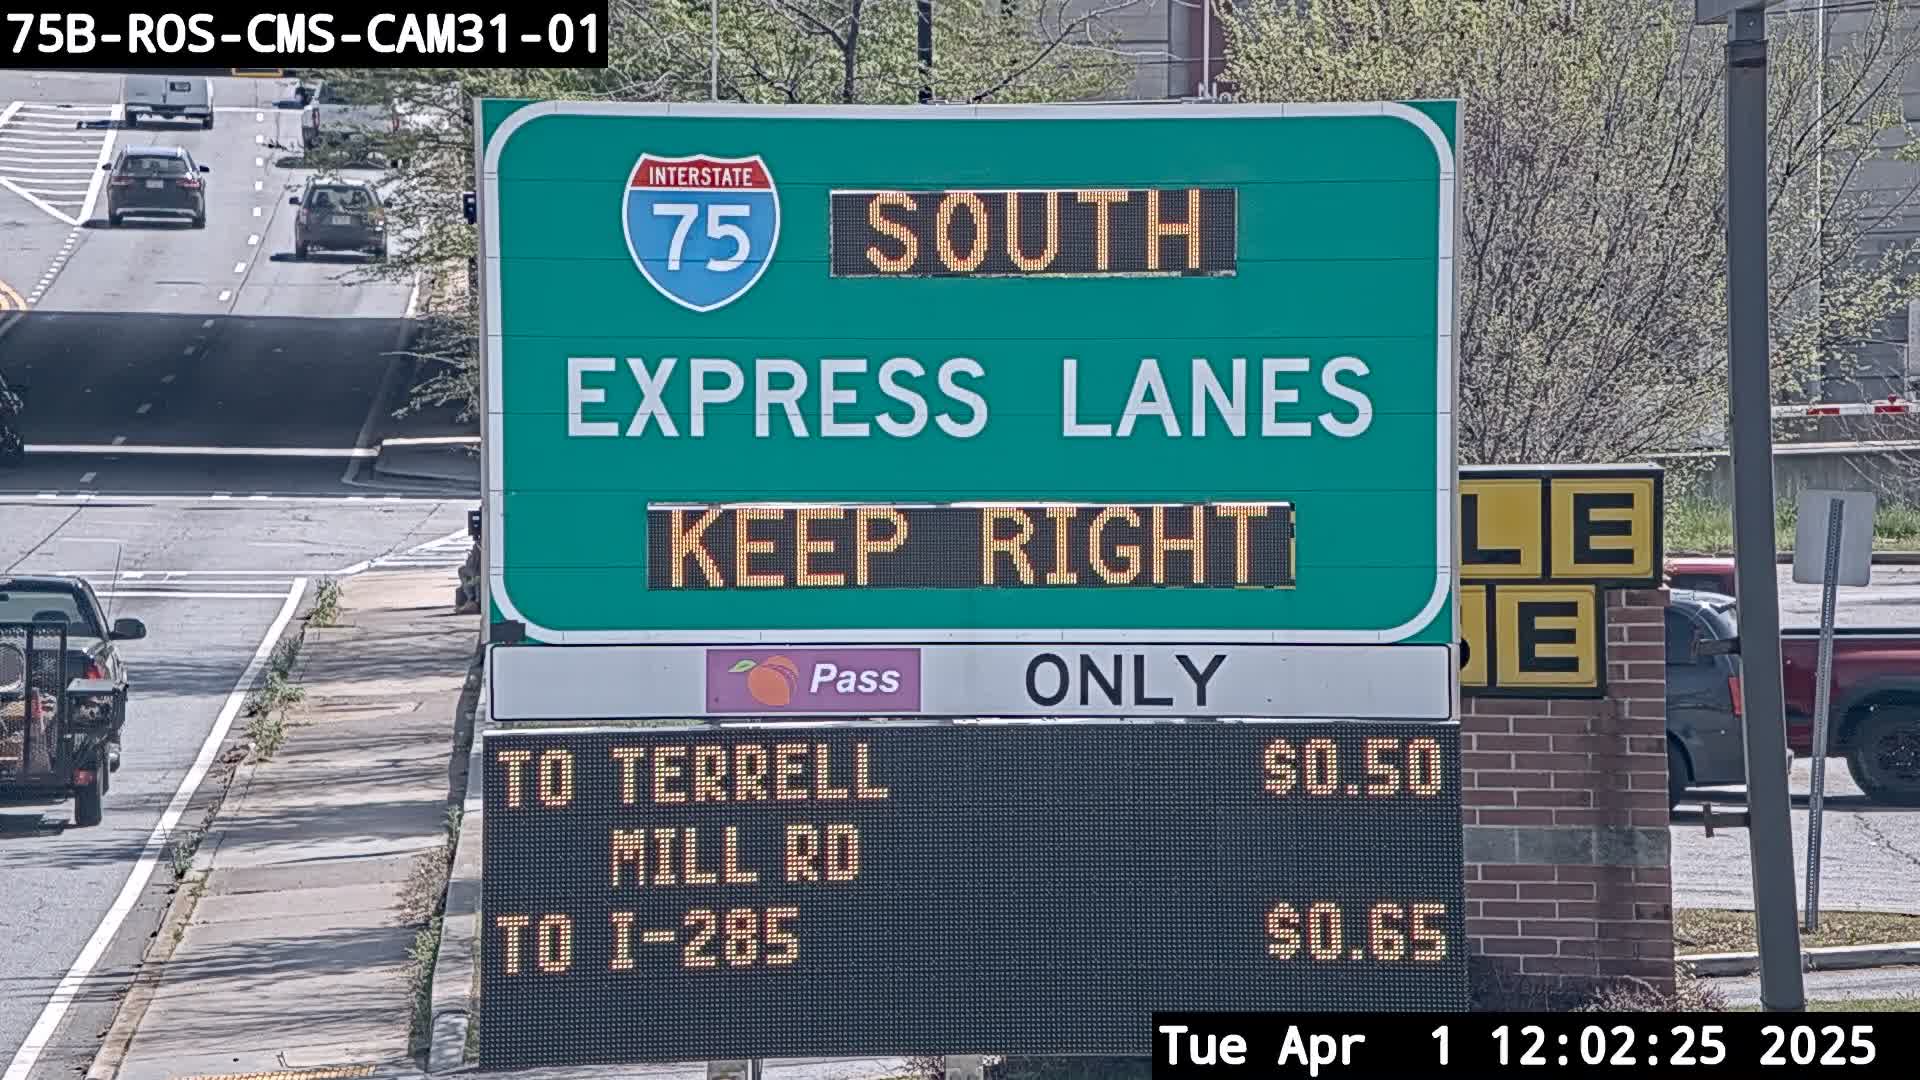 75B-ROS-CMS-CAM31-01
INTERSTATE
75
SOUTH
EXPRESS LANES
KEEP RIGHT
Pass ONLY
TO TERRELL $0.50
MILL RD
TO I-285 $0.65
LE
E
Tue Apr 1 12:02:25 2025